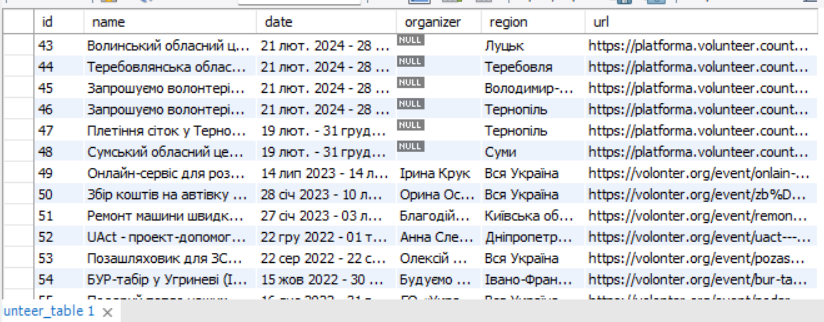 id name date organizer region url
43 Волинський обласний ц... 21 лют. 2024 - 28 ... NULL Луцьк https://platforma.volunteer.count...
44 Теребовлянська облас... 21 лют. 2024 - 28 ... NULL Теребовля https://platforma.volunteer.count...
45 Запрошуємо волонтері... 21 лют. 2024 - 28 ... NULL Володимир-... https://platforma.volunteer.count...
46 Запрошуємо волонтері... 21 лют. 2024 - 28 ... NULL Тернопіль https://platforma.volunteer.count...
47 Плетіння сіток у Терно... 19 лют. - 31 груд... NULL Тернопіль https://platforma.volunteer.count...
48 Сумський обласний це... 19 лют. - 31 груд... NULL Суми https://platforma.volunteer.count...
49 Онлайн-сервіс для роз... 14 лип 2023 - 14 л... Ірина Крук Вся Україна https://volonter.org/event/onlain-...
50 Збір коштів на автівку ... 28 січ 2023 - 10 л... Орина Ос... Вся Україна https://volonter.org/event/zb%D...
51 Ремонт машини швидк... 27 січ 2023 - 03 л... Благодій... Київська об... https://volonter.org/event/remon...
52 UAct - проект-допомог... 22 гру 2022 - 01 т... Анна Сле... Дніпропетр... https://volonter.org/event/uact---...
53 Позашляховик для ЗС... 22 сер 2022 - 22 с... Олексій ... Вся Україна https://volonter.org/event/pozas...
54 БУР-табір у Угриневі (І... 15 жов 2022 - 30 ... Будуємо ... Івано-Фран... https://volonter.org/event/bur-ta...
unteer_table 1